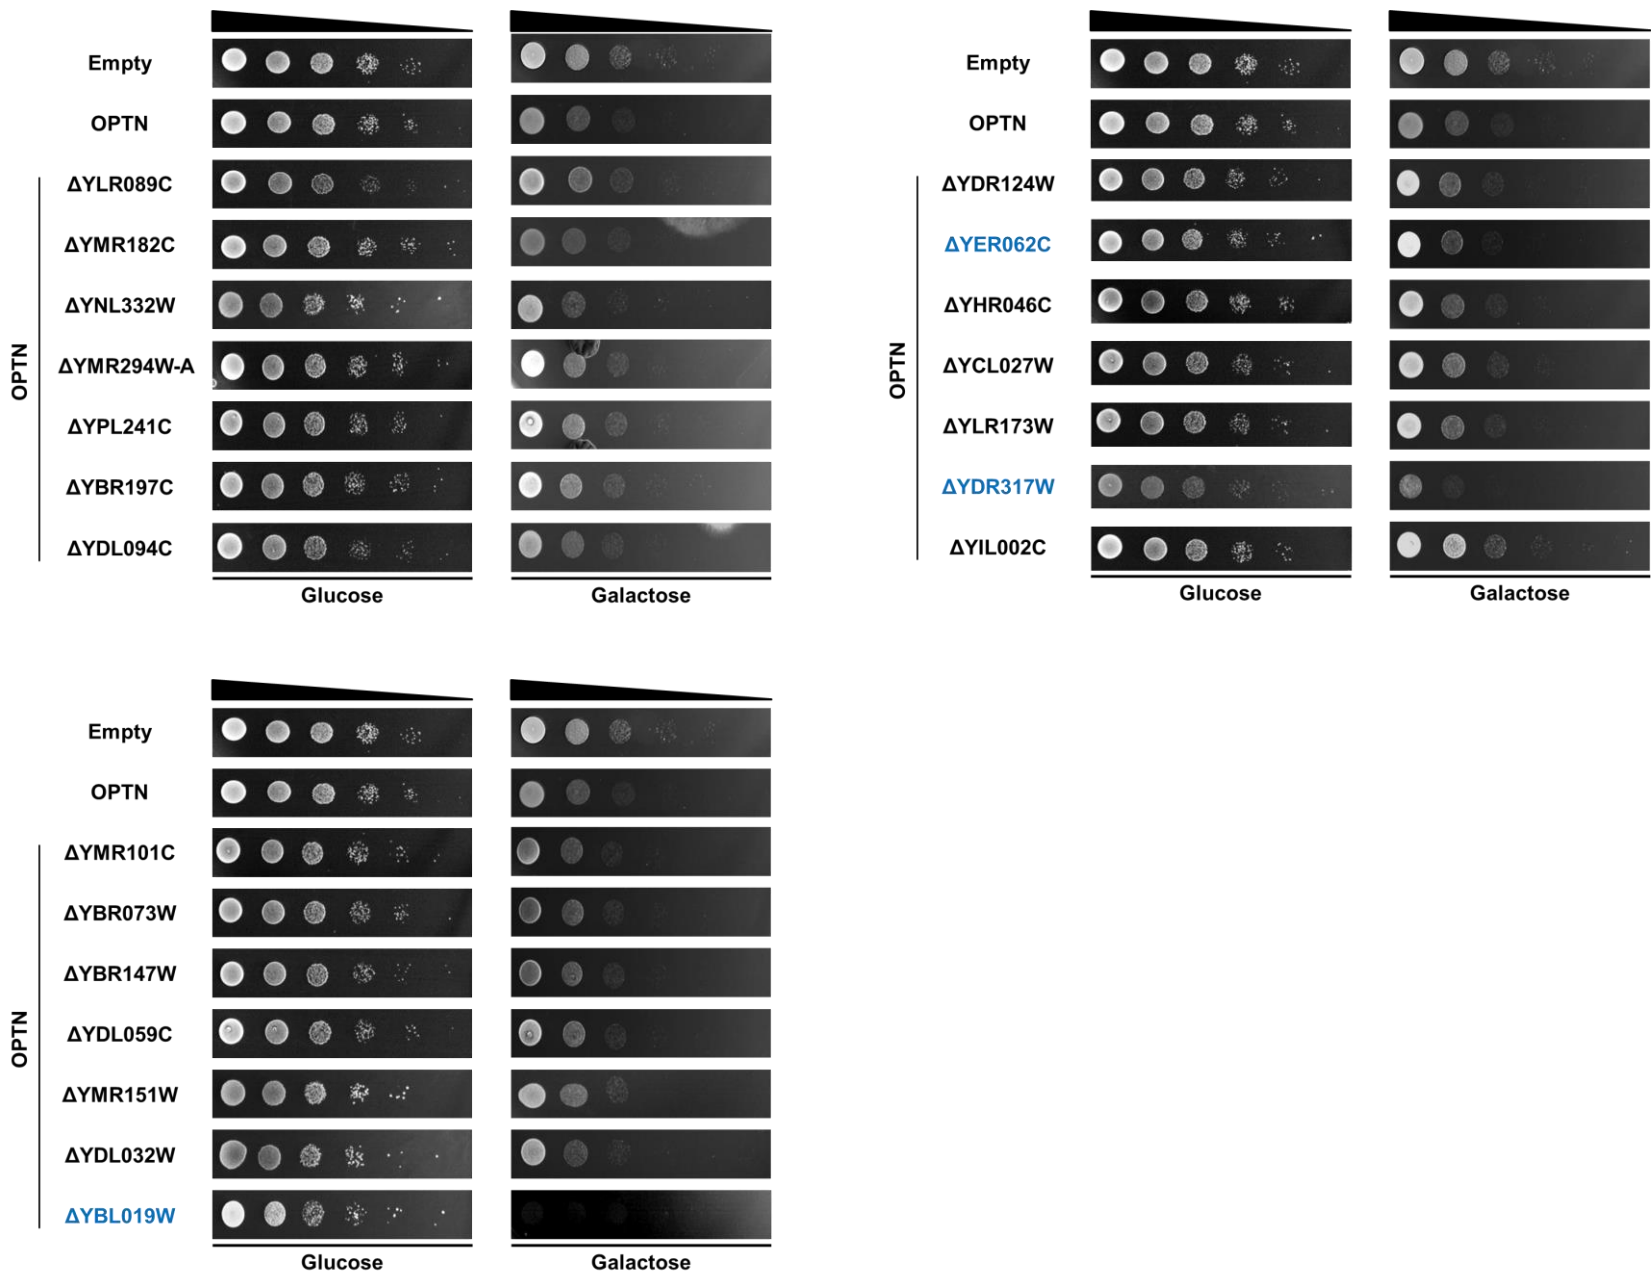 Empty
OPTN
ΔYLR089C
ΔYMR182C
ΔYNL332W
ΔYMR294W-A
ΔYPL241C
ΔYBR197C
ΔYDL094C
OPTN
Glucose
Galactose
Empty
OPTN
ΔYDR124W
ΔYER062C
ΔYHR046C
ΔYCL027W
ΔYLR173W
ΔYDR317W
ΔYIL002C
OPTN
Glucose
Galactose
Empty
OPTN
ΔYMR101C
ΔYBR073W
ΔYBR147W
ΔYDL059C
ΔYMR151W
ΔYDL032W
ΔYBL019W
OPTN
Glucose
Galactose